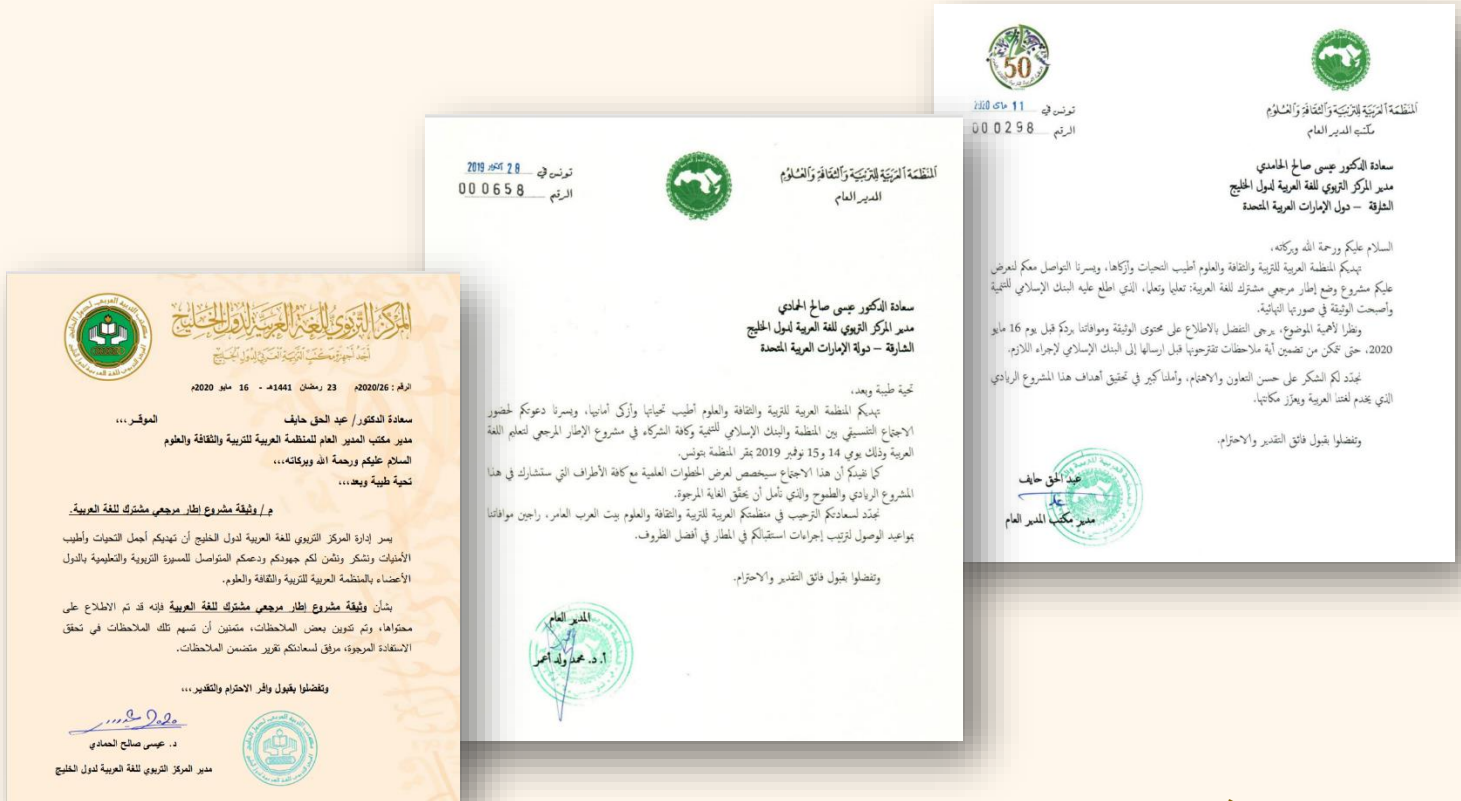 50
تونس في 11 ماي 2020
الرقم 000298
المنظمة العربية للتربية والثقافة والعلوم
مكتب المدير العام
سعادة الدكتور عيسى صالح الحامدي
مدير المركز التربوي للغة العربية لدول الخليج
الشارقة – دول الإمارات العربية المتحدة
السلام عليكم ورحمة الله وبركاته،
تهديكم المنظمة العربية للتربية والثقافة والعلوم أطيب التحيات وأزكاها، ويسرنا التواصل معكم لنعرض
عليكم مشروع وضع إطار مرجعي مشترك للغة العربية: تعليما وتعلما، الذي اطلع عليه البنك الإسلامي للتنمية
وأصبحت الوثيقة في صورتها النهائية.
ونظرا لأهمية الموضوع، يرجى التفضل بالاطلاع على محتوى الوثيقة وموافاتنا بردكم قبل يوم 16 مايو
2020، حتى نتمكن من تضمين أية ملاحظات تقترحونها قبل ارسالها إلى البنك الإسلامي لإجراء اللازم.
نجدّد لكم الشكر على حسن التعاون والاهتمام، وأملنا كبير في تحقيق أهداف هذا المشروع الريادي
الذي يخدم لغتنا العربية ويعزّز مكانتها.
وتفضلوا بقبول فائق التقدير والاحترام.
عبد الحق حايف
مدير مكتب المدير العام
تونس في 28 أكتوبر 2019
الرقم 000658
المنظمة العربية للتربية والثقافة والعلوم
المدير العام
سعادة الدكتور عيسى صالح الحمادي
مدير المركز التربوي للغة العربية لدول الخليج
الشارقة – دولة الإمارات العربية المتحدة
تحية طيبة وبعد،
تهديكم المنظمة العربية للتربية والثقافة والعلوم أطيب تحياتها وأزكى أمانيها، ويسرنا دعوتكم لحضور
الاجتماع التنسيقي بين المنظمة والبنك الإسلامي للتنمية وكافة الشركاء في مشروع الإطار المرجعي لتعليم اللغة
العربية وذلك يومي 14 و15 نوفمبر 2019 بمقر المنظمة بتونس.
كما نفيدكم أن هذا الاجتماع سيخصص لعرض الخطوات العلمية مع كافة الأطراف التي ستشارك في هذا
المشروع الريادي والطموح والذي نأمل أن يحقّق الغاية المرجوة.
نجدّد لسعادتكم الترحيب في منظمتكم العربية للتربية والثقافة والعلوم بيت العرب العامر، راجين موافاتنا
بمواعيد الوصول لترتيب إجراءات استقبالكم في المطار في أفضل الظروف.
وتفضلوا بقبول فائق التقدير والاحترام.
المدير العام
أ. د. محمد ولد أعمر
المركز التربوي للغة العربية لدول الخليج
أحد أجهزة مكتب التربية العربي لدول الخليج
الرقم : 2020/26م 23 رمضان 1441هـ - 16 مايو 2020م
سعادة الدكتور/ عبد الحق حايف الموقــر ،،،
مدير مكتب المدير العام للمنظمة العربية للتربية والثقافة والعلوم
السلام عليكم ورحمة الله وبركاته،،،
تحية طيبة وبعد،،،
م / وثيقة مشروع إطار مرجعي مشترك للغة العربية.
يسر إدارة المركز التربوي للغة العربية لدول الخليج أن تهديكم أجمل التحيات وأطيب
الأمنيات ونشكر ونثمن لكم جهودكم ودعمكم المتواصل للمسيرة التربوية والتعليمية بالدول
الأعضاء بالمنظمة العربية للتربية والثقافة والعلوم.
بشأن وثيقة مشروع إطار مرجعي مشترك للغة العربية فإنه قد تم الاطلاع على
محتواها، وتم تدوين بعض الملاحظات، متمنين أن تسهم تلك الملاحظات في تحقق
الاستفادة المرجوة، مرفق لسعادتكم تقرير متضمن الملاحظات.
وتفضلوا بقبول وافر الاحترام والتقدير ،،،
2020
د. عيسى صالح الحمادي
مدير المركز التربوي للغة العربية لدول الخليج